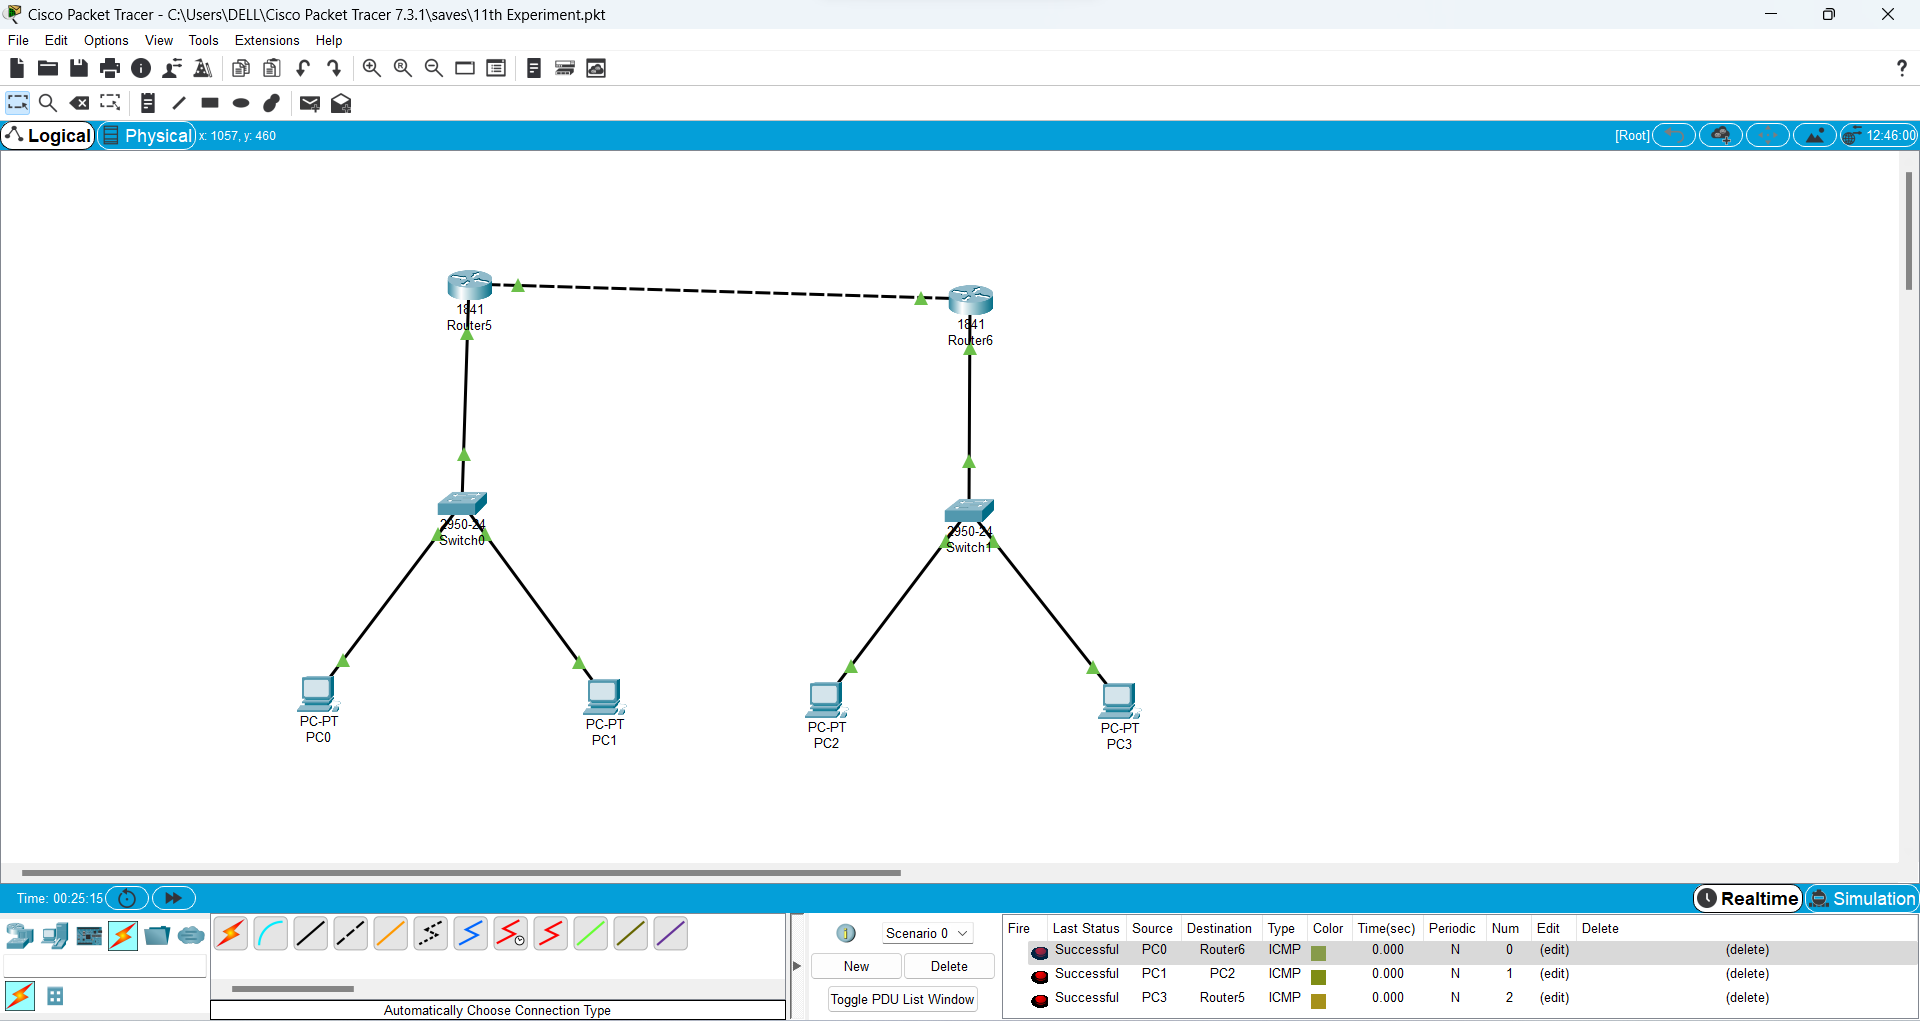 Cisco Packet Tracer - C:\Users\DELL\Cisco Packet Tracer 7.3.1\saves\11th Experiment.pkt
File Edit Options View Tools Extensions Help
?
Logical Physical x: 1057, y: 460 [Root] 12:46:00
1841
Router5
1841
Router6
2950-24
Switch0
2950-24
Switch1
PC-PT
PC0
PC-PT
PC1
PC-PT
PC2
PC-PT
PC3
Time: 00:25:15 Realtime Simulation
Scenario 0
New Delete
Toggle PDU List Window
Automatically Choose Connection Type
Fire Last Status Source Destination Type Color Time(sec) Periodic Num Edit Delete
Successful PC0 Router6 ICMP 0.000 N 0 (edit) (delete)
Successful PC1 PC2 ICMP 0.000 N 1 (edit) (delete)
Successful PC3 Router5 ICMP 0.000 N 2 (edit) (delete)